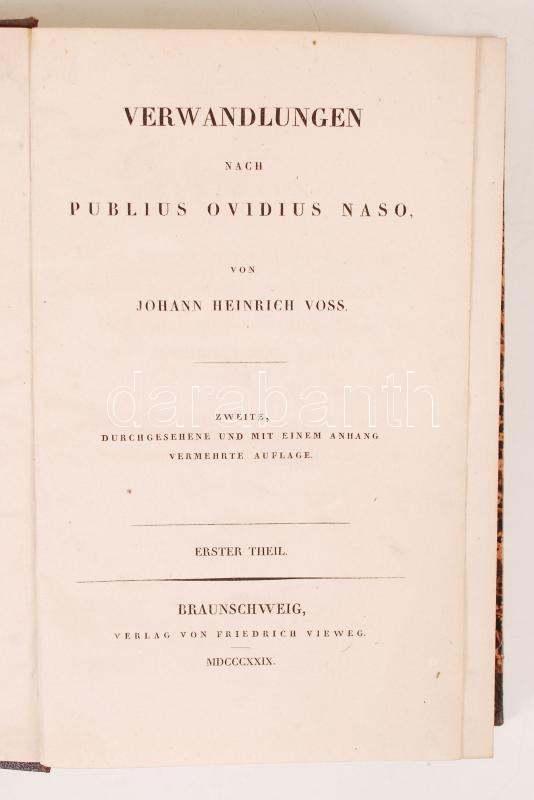 VERWANDLUNGEN
NACH
PUBLIUS OVIDIUS NASO,
VON
JOHANN HEINRICH VOSS.
darabanth
ZWEITE,
DURCHGESEHENE UND MIT EINEM ANHANG
VERMEHRTE AUFLAGE.
ERSTER THEIL.
BRAUNSCHWEIG,
VERLAG VON FRIEDRICH VIEWEG.
MDCCCXXIX.